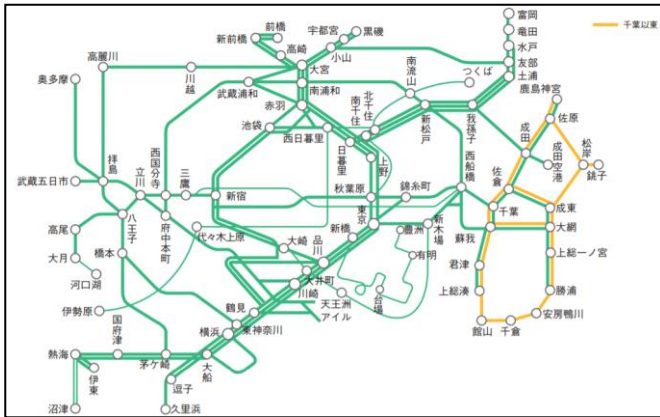 千葉以東
富岡
竜田
水戸
友部
土浦
鹿島神宮
前橋
新前橋
高崎
宇都宮
黒磯
小山
大宮
高麗川
川越
奥多摩
武蔵浦和
南浦和
赤羽
南流山
つくば
北千住
南千住
池袋
西日暮里
日暮里
新松戸
我孫子
成田
佐原
成田空港
松岸
銚子
拝島
立川
西国分寺
三鷹
新宿
上野
秋葉原
錦糸町
西船橋
佐倉
千葉
成東
武蔵五日市
八王子
府中本町
代々木上原
東京
新橋
品川
大崎
豊洲
新木場
有明
蘇我
大網
高尾
大月
河口湖
橋本
伊勢原
大井町
川崎
天王洲
アイル
台場
君津
上総一ノ宮
上総湊
勝浦
館山
千倉
安房鴨川
鶴見
横浜
東神奈川
国府津
熱海
伊東
茅ケ崎
大船
沼津
逗子
久里浜